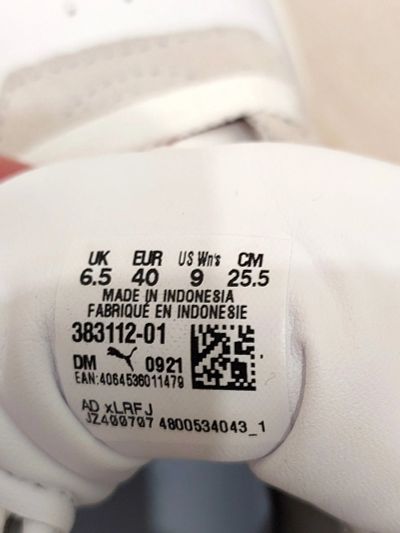 UK EUR US Wn's CM
6.5 40 9 25.5
MADE IN INDONESIA
FABRIQUÉ EN INDONESIE
383112-01
DM 0921
EAN:4064536011479
AD xLRFJ
JZ400707 4800534043_1